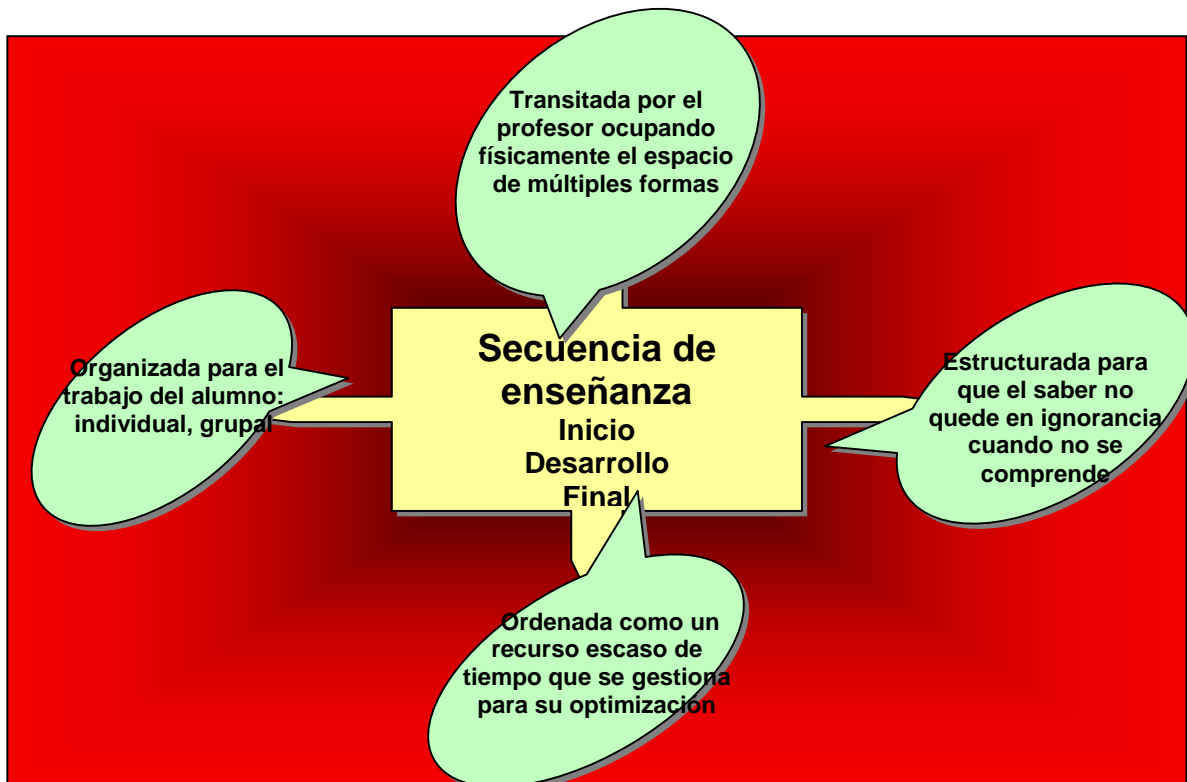 Transitada por el
profesor ocupando
físicamente el espacio
de múltiples formas
Organizada para el
trabajo del alumno:
individual, grupal
Secuencia de
enseñanza
Inicio
Desarrollo
Final
Estructurada para
que el saber no
quede en ignorancia
cuando no se
comprende
Ordenada como un
recurso escaso de
tiempo que se gestiona
para su optimización